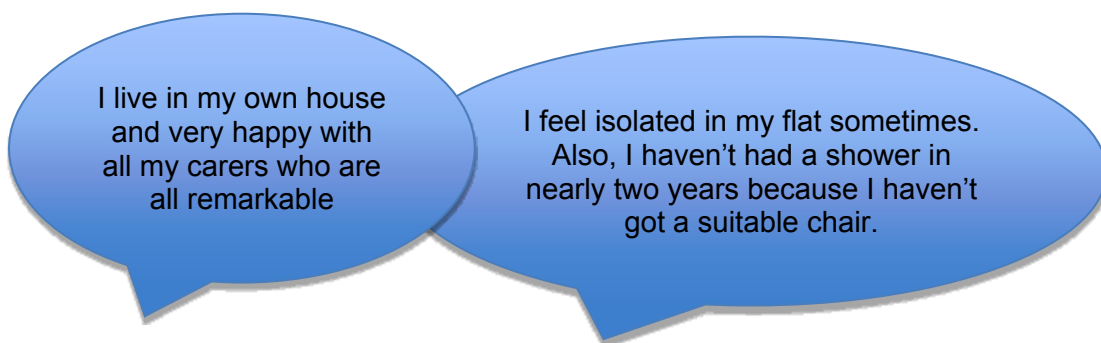 I live in my own house
and very happy with
all my carers who are
all remarkable
I feel isolated in my flat sometimes.
Also, I haven’t had a shower in
nearly two years because I haven’t
got a suitable chair.